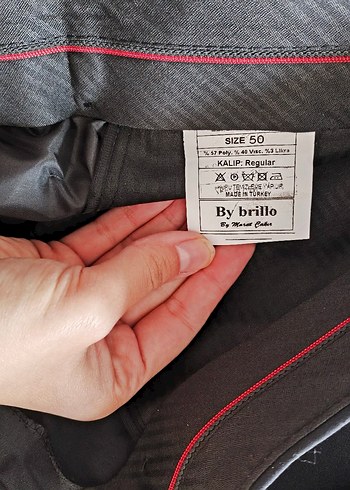 SIZE 50
% 57 Poly. % 40 Visc. %3 Likra
KALIP: Regular
MADE IN TURKEY
By brillo
By Murat Cakır